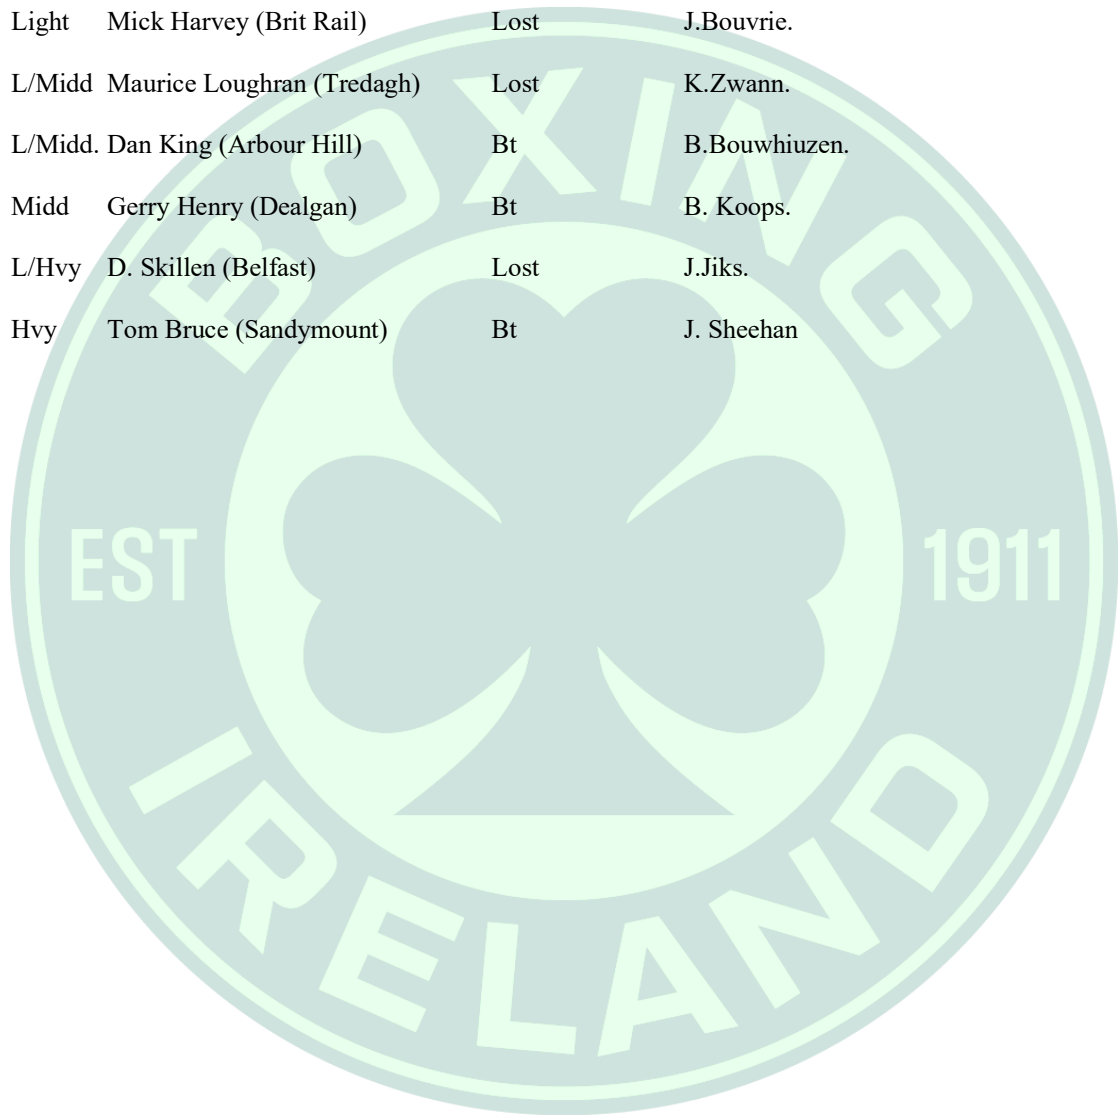 Light Mick Harvey (Brit Rail) Lost J.Bouvrie.
L/Midd Maurice Loughran (Tredagh) Lost K.Zwann.
L/Midd. Dan King (Arbour Hill) Bt B.Bouwhiuzen.
Midd Gerry Henry (Dealgan) Bt B. Koops.
L/Hvy D. Skillen (Belfast) Lost J.Jiks.
Hvy Tom Bruce (Sandymount) Bt J. Sheehan
BOXING
EST 1911
IRELAND